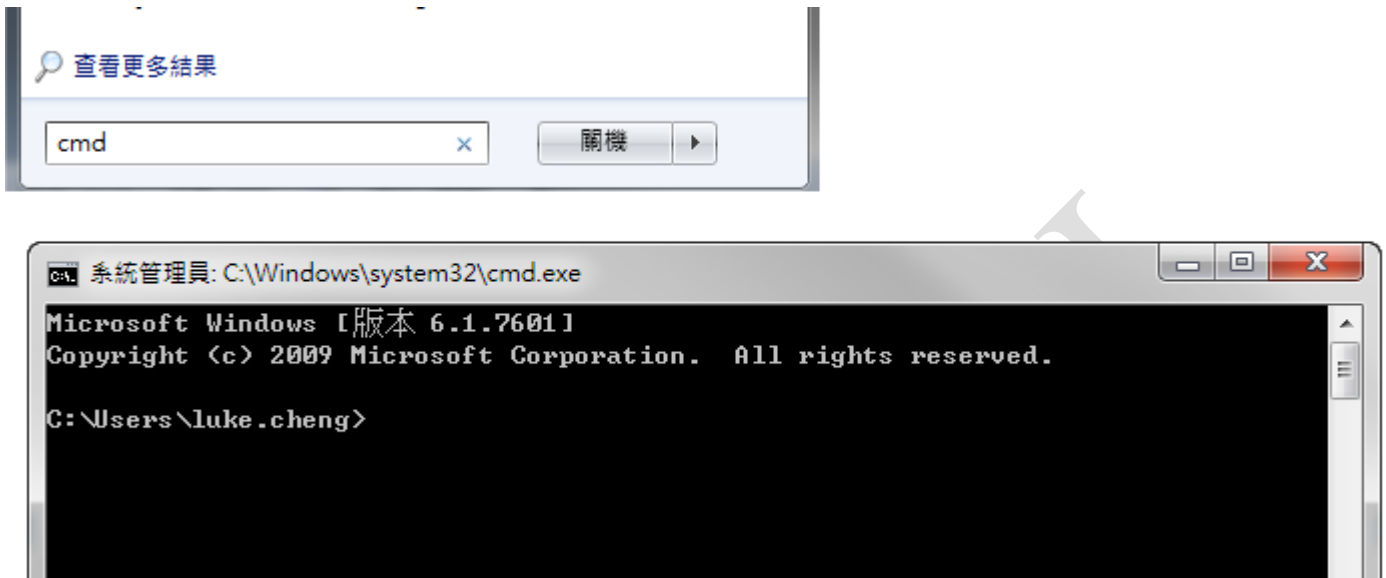 查看更多結果
cmd
關機
系統管理員: C:\Windows\system32\cmd.exe
Microsoft Windows [版本 6.1.7601]
Copyright (c) 2009 Microsoft Corporation.  All rights reserved.
C:\Users\luke.cheng>